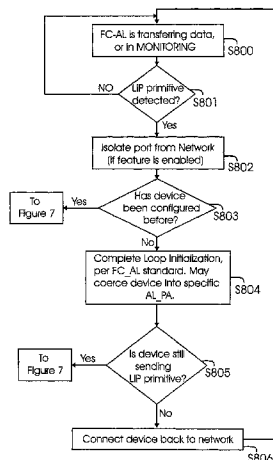 FC-AL is transferring data,
or in MONITORING
S800
NO
LiP primitive
detected?
S801
Yes
Isolate port from Network
(if feature is enabled)
S802
To
Figure 7
Yes
Has device
been configured
before?
S803
No
Complete Loop Initialization,
per FC_AL standard. May
coerce device into specific
AL_PA.
S804
To
Figure 7
Yes
Is device still
sending
LIP primitive?
S805
No
Connect device back to network
S806